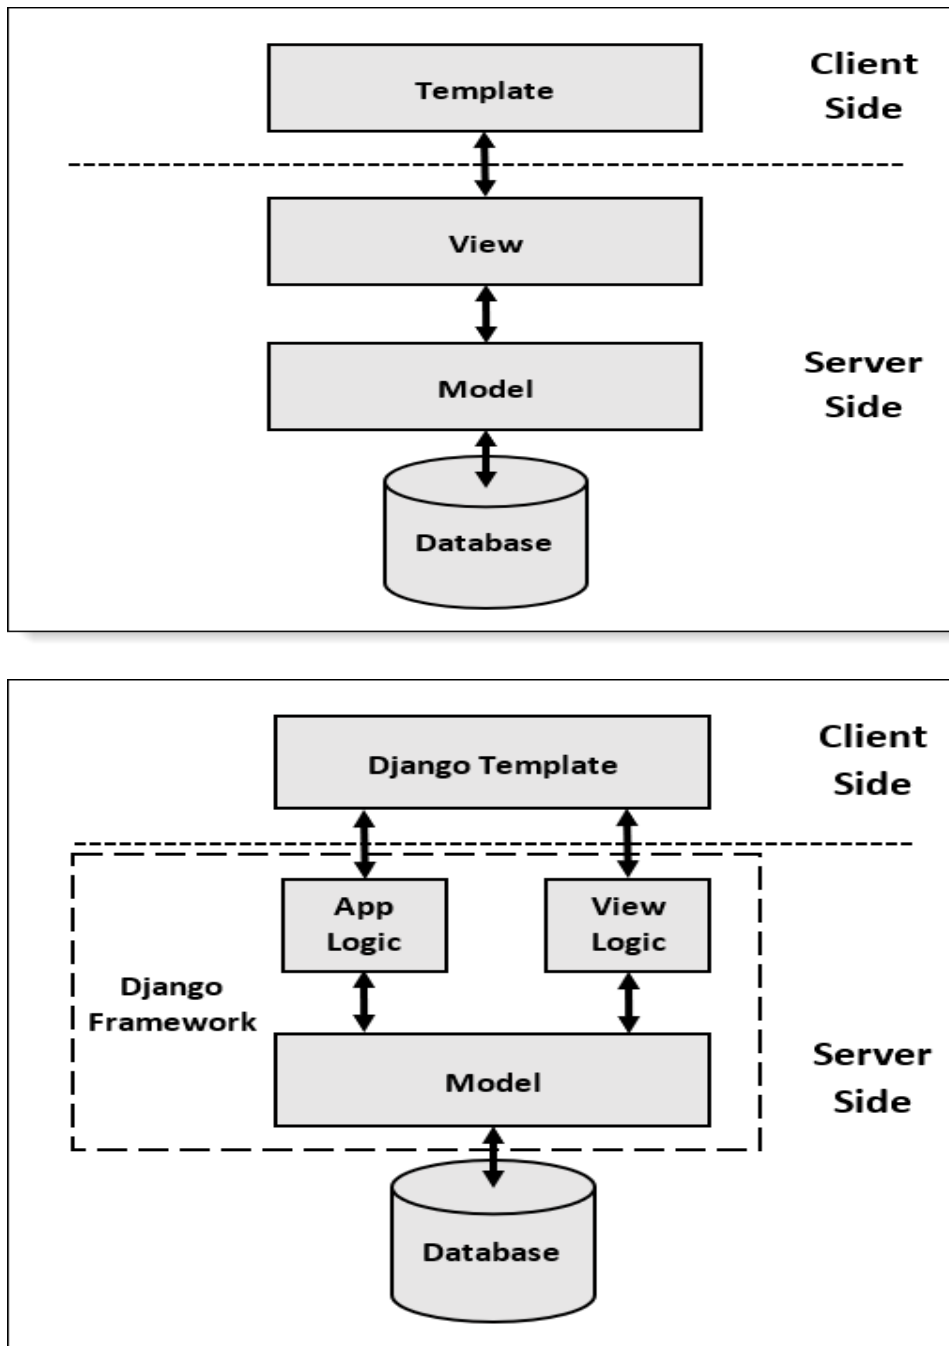 Template
Client
Side
View
Model
Server
Side
Database
Django Template
Client
Side
App
Logic
View
Logic
Django
Framework
Model
Server
Side
Database